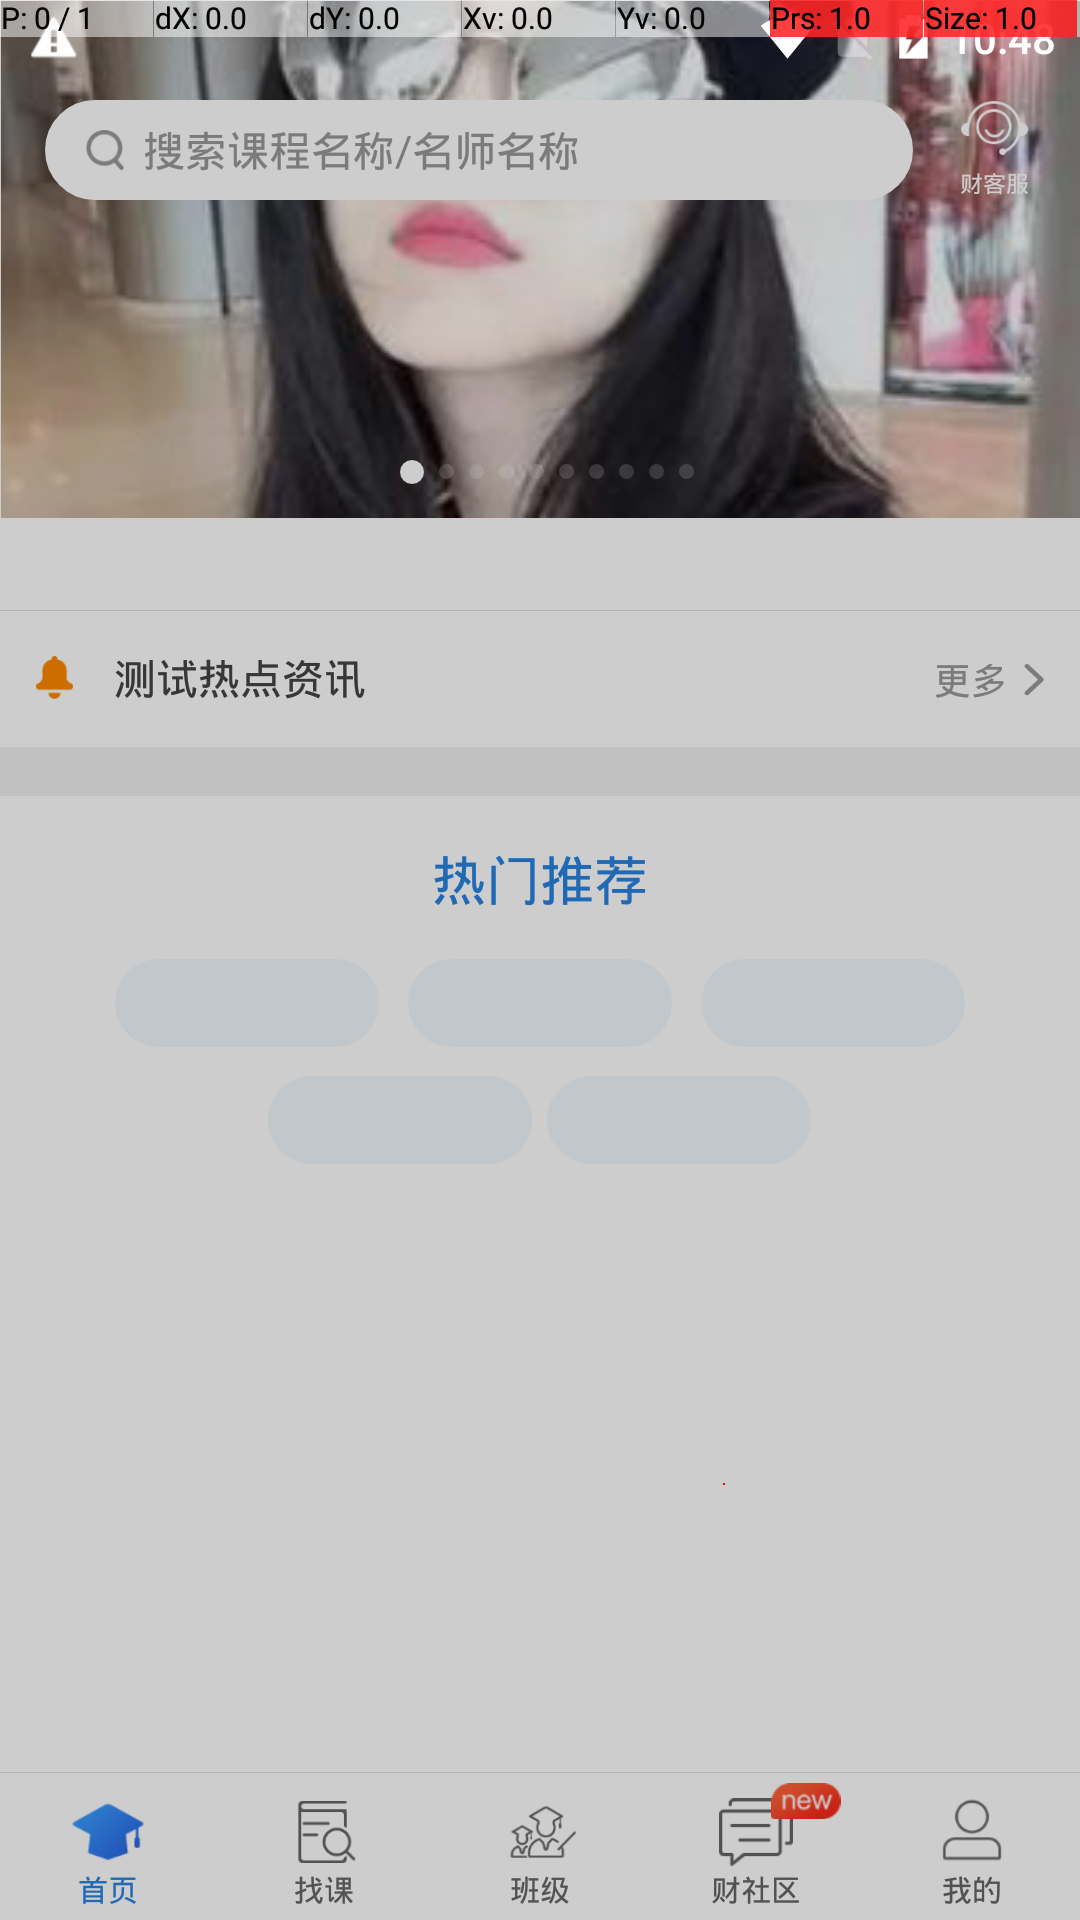 P: 0 / 1 dX: 0.0 dY: 0.0 Xv: 0.0 Yv: 0.0 Prs: 1.0 Size: 1.0
10:48
搜索课程名称/名师名称
财客服
测试热点资讯 更多
热门推荐
new
首页 找课 班级 财社区 我的